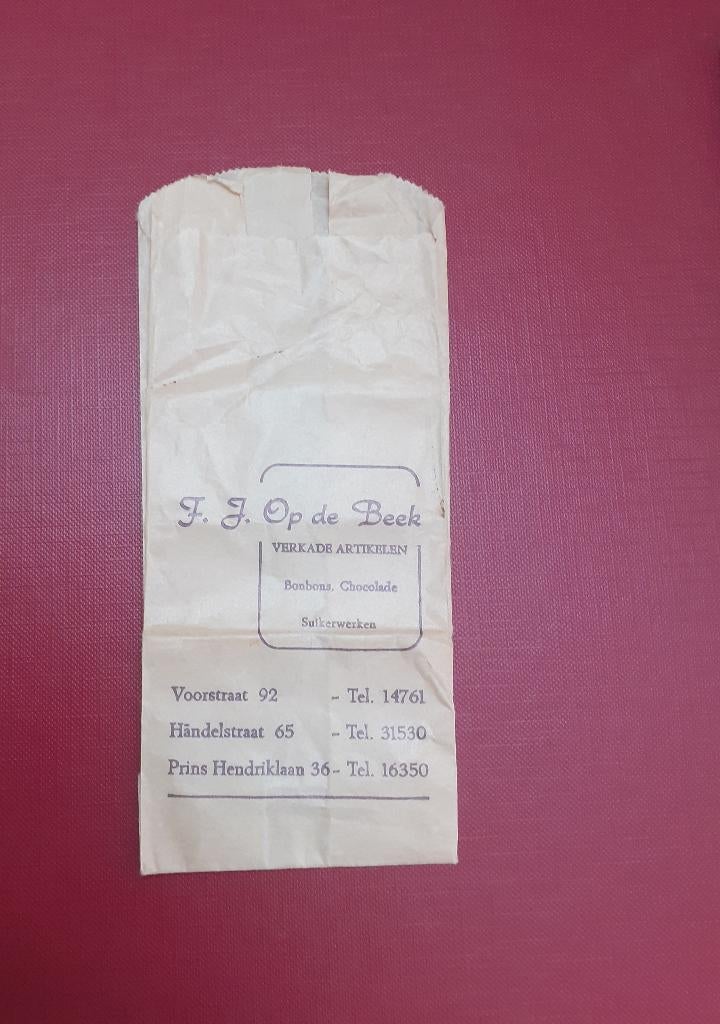 F. J. Op de Beek
VERKADE ARTIKELEN
Bonbons, Chocolade
Suikerwerken
Voorstraat 92 - Tel. 14761
Händelstraat 65 - Tel. 31530
Prins Hendriklaan 36 - Tel. 16350